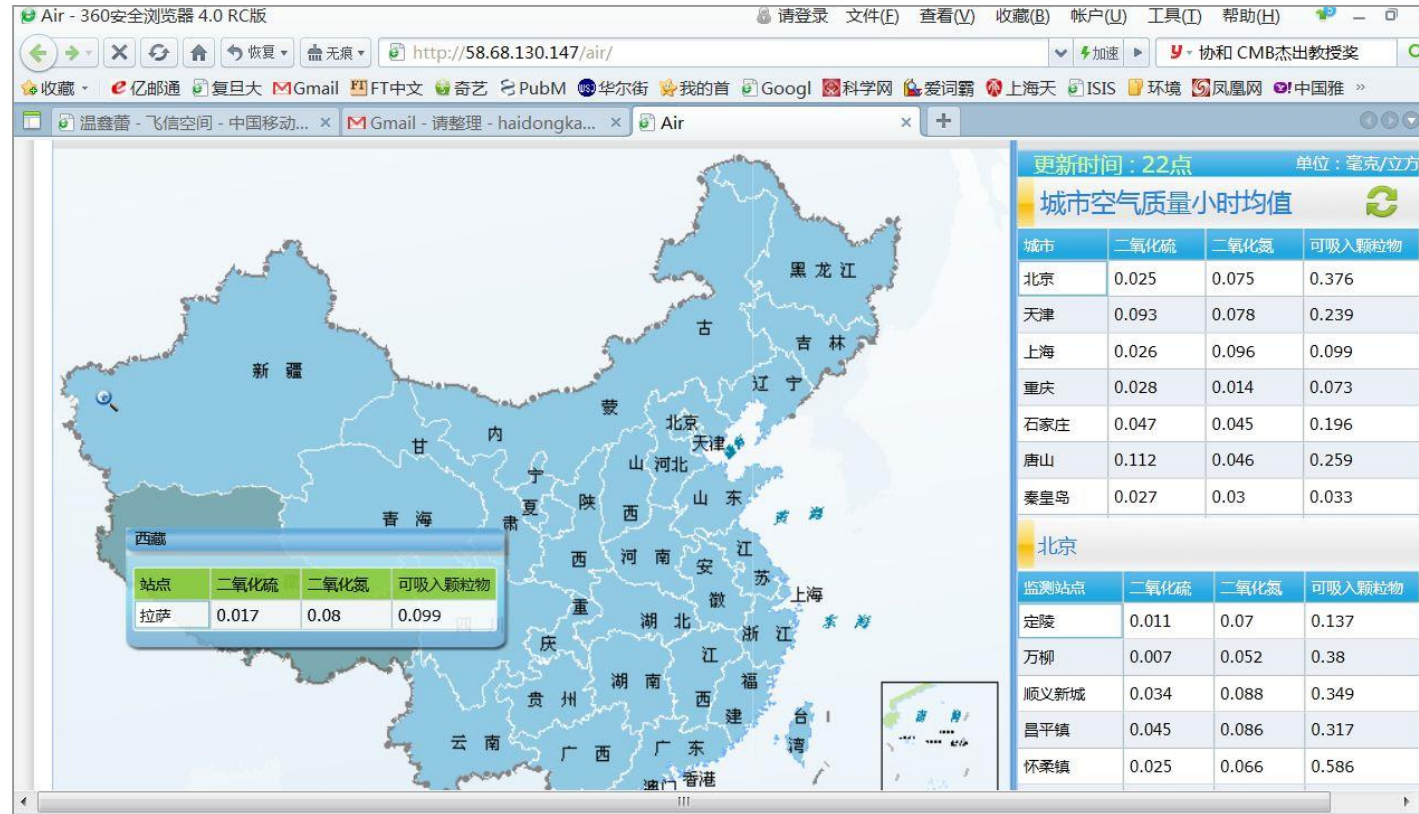 Air - 360安全浏览器 4.0 RC版 请登录 文件(F) 查看(V) 收藏(B) 帐户(U) 工具(T) 帮助(H)
恢复 无痕 http://58.68.130.147/air/ 加速 协和 CMB杰出教授奖
收藏 亿邮通 复旦大 Gmail FT中文 奇艺 PubM 华尔街 我的首 Googl 科学网 爱词霸 上海天 ISIS 环境 凤凰网 中国雅 »
温鑫蕾 - 飞信空间 - 中国移动... Gmail - 请整理 - haidongka... Air
更新时间：22点 单位：毫克/立方
城市空气质量小时均值
城市 二氧化硫 二氧化氮 可吸入颗粒物
北京 0.025 0.075 0.376
天津 0.093 0.078 0.239
上海 0.026 0.096 0.099
重庆 0.028 0.014 0.073
石家庄 0.047 0.045 0.196
唐山 0.112 0.046 0.259
秦皇岛 0.027 0.03 0.033
北京
监测站点 二氧化硫 二氧化氮 可吸入颗粒物
定陵 0.011 0.07 0.137
万柳 0.007 0.052 0.38
顺义新城 0.034 0.088 0.349
昌平镇 0.045 0.086 0.317
怀柔镇 0.025 0.066 0.586
黑龙江
吉林
辽宁
内蒙古
新疆
甘肃
北京
天津
河北
山西
宁夏
陕西
山东
青海
黄海
河南
江苏
安徽
上海
湖北
重庆
浙江
东海
四川
江西
湖南
贵州
福建
台湾
云南
广西
广东
香港
澳门
南海
西藏
站点 二氧化硫 二氧化氮 可吸入颗粒物
拉萨 0.017 0.08 0.099